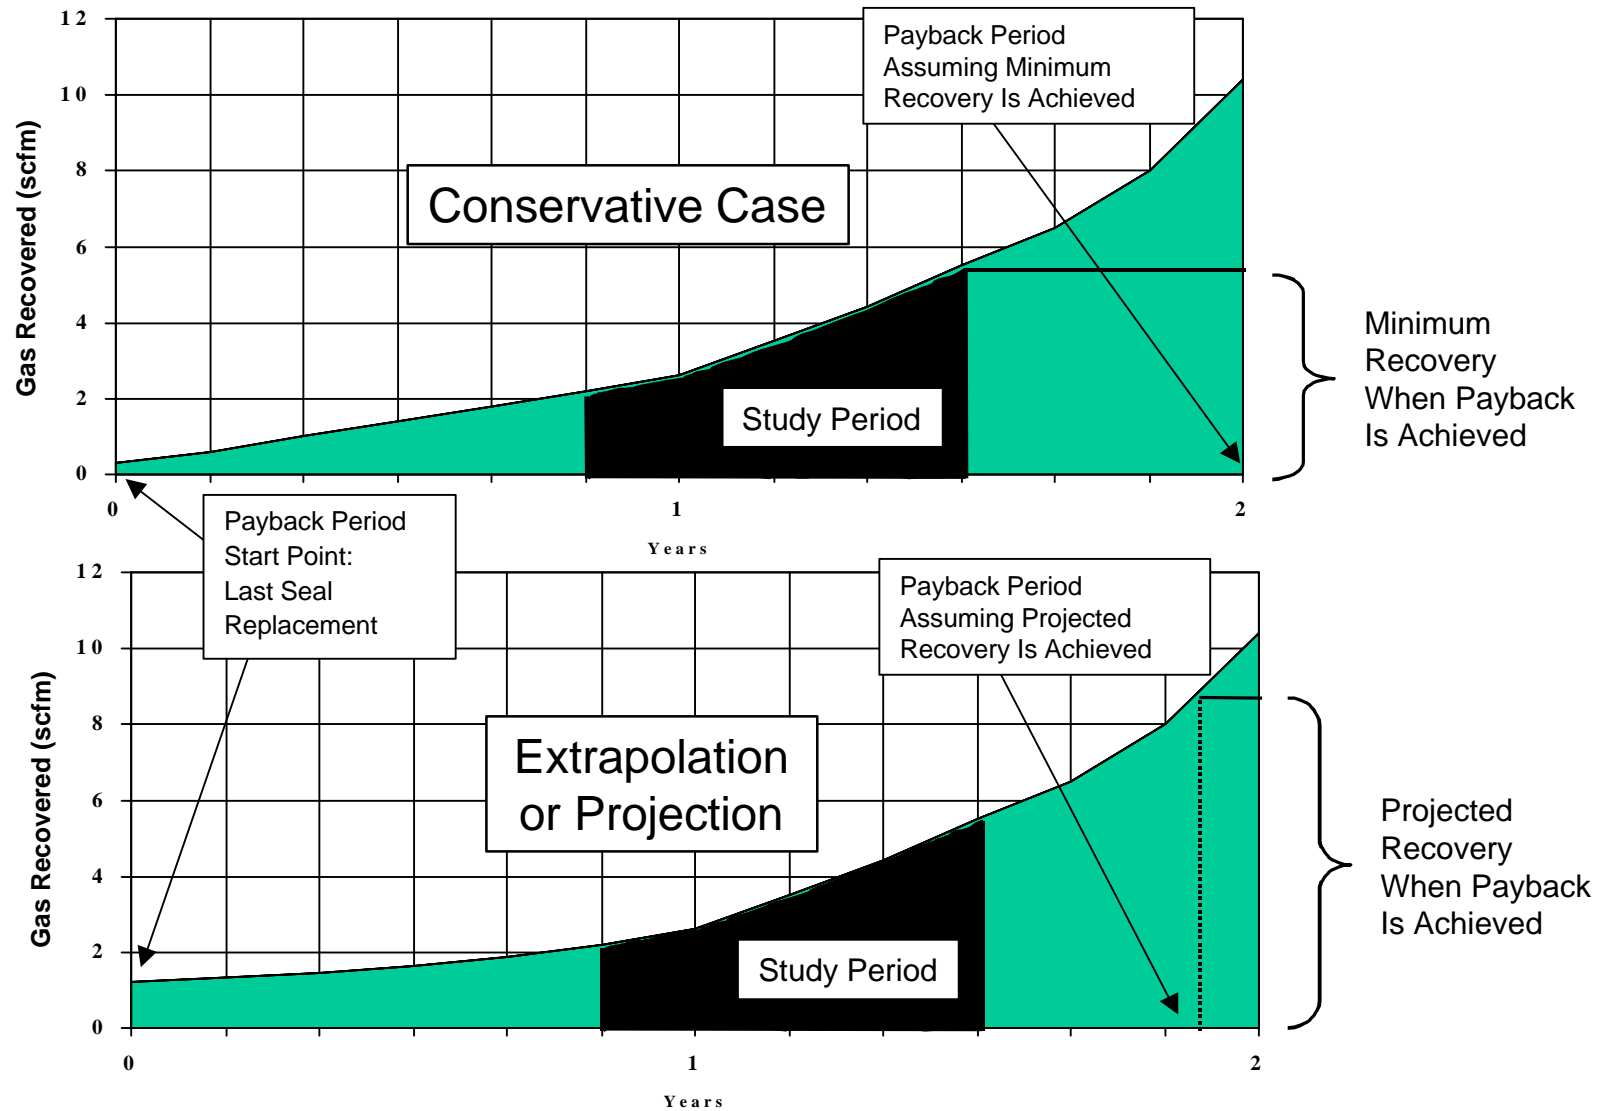 12
10
8
6
4
2
0
Gas Recovered (scfm)
Payback Period
Assuming Minimum
Recovery Is Achieved
Conservative Case
Study Period
Minimum
Recovery
When Payback
Is Achieved
0
1
2
Years
Payback Period
Start Point:
Last Seal
Replacement
12
10
8
6
4
2
0
Gas Recovered (scfm)
Payback Period
Assuming Projected
Recovery Is Achieved
Extrapolation
or Projection
Study Period
Projected
Recovery
When Payback
Is Achieved
0
1
2
Years